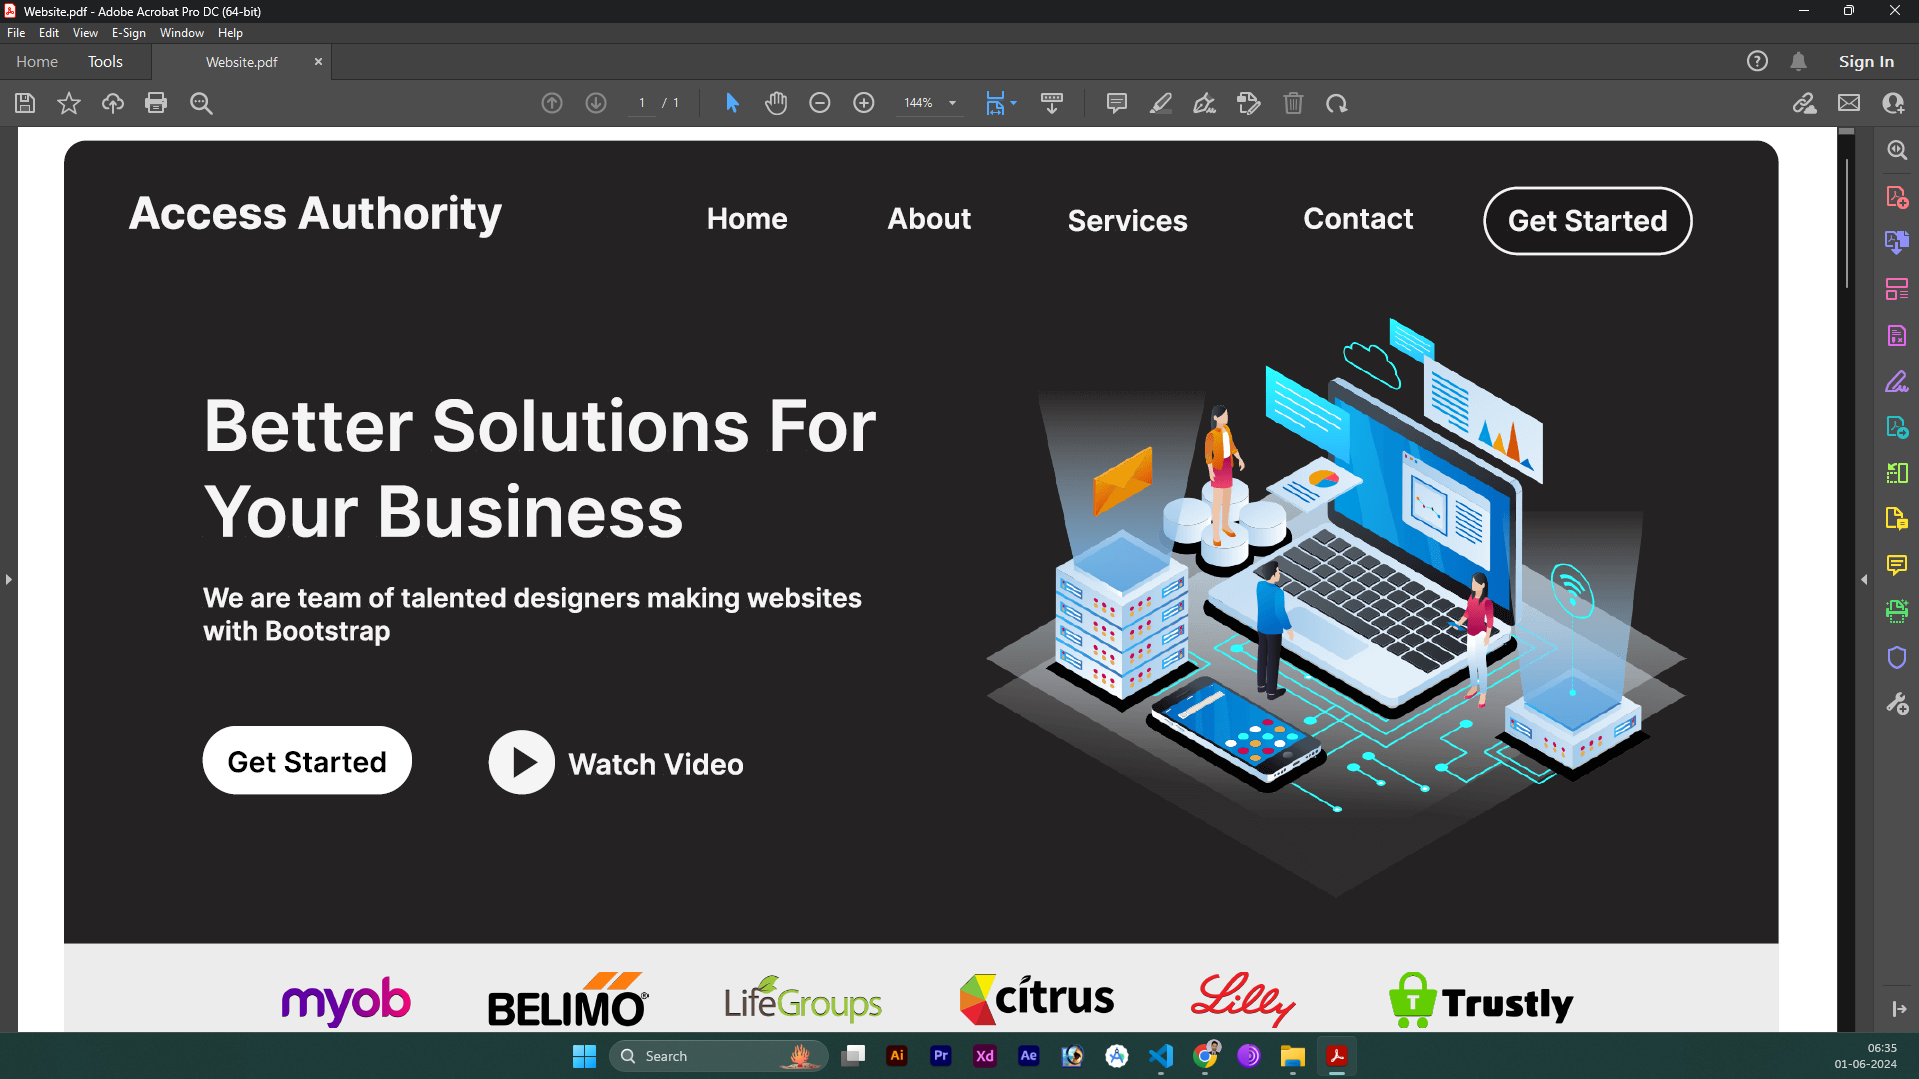 Website.pdf - Adobe Acrobat Pro DC (64-bit)
File Edit View E-Sign Window Help
Home Tools Website.pdf Sign In
1 / 1 144%
Access Authority Home About Services Contact Get Started
Better Solutions For
Your Business
We are team of talented designers making websites
with Bootstrap
Get Started Watch Video
myob BELIMO® LifeGroups citrus Lilly T Trustly
Search Ai Pr Xd Ae
06:35
01-06-2024